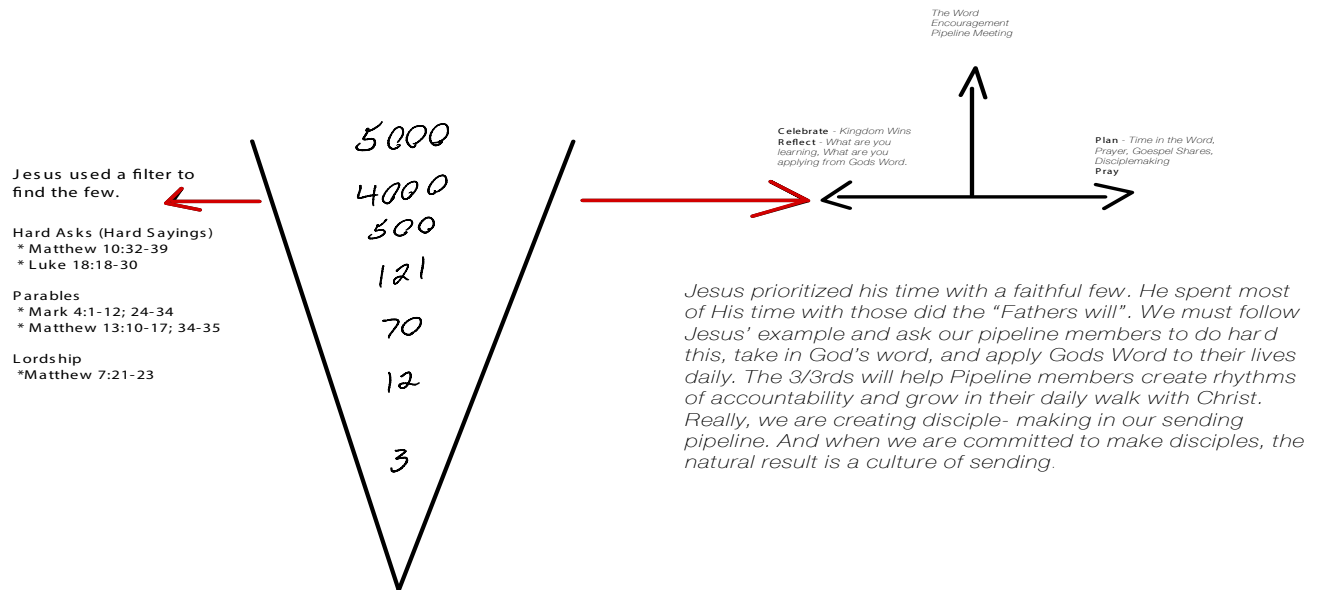 The Word
Encouragement
Pipeline Meeting
Celebrate - Kingdom Wins
Reflect - What are you
learning, What are you
applying from Gods Word.
Plan - Time in the Word,
Prayer, Goespel Shares,
Disciplemaking
Pray
Jesus used a filter to
find the few.
Hard Asks (Hard Sayings)
* Matthew 10:32-39
* Luke 18:18-30
Parables
* Mark 4:1-12; 24-34
* Matthew 13:10-17; 34-35
Lordship
*Matthew 7:21-23
5000
4000
500
121
70
12
3
Jesus prioritized his time with a faithful few. He spent most
of His time with those did the “Fathers will”. We must follow
Jesus’ example and ask our pipeline members to do hard
this, take in God’s word, and apply Gods Word to their lives
daily. The 3/3rds will help Pipeline members create rhythms
of accountability and grow in their daily walk with Christ.
Really, we are creating disciple- making in our sending
pipeline. And when we are committed to make disciples, the
natural result is a culture of sending.